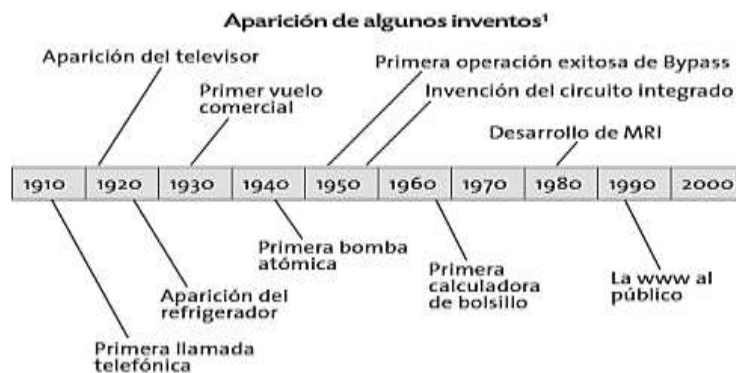 Aparición de algunos inventos¹
Aparición del televisor
Primera operación exitosa de Bypass
Primer vuelo
comercial
Invención del circuito integrado
Desarrollo de MRI
1910 1920 1930 1940 1950 1960 1970 1980 1990 2000
Primera bomba
atómica
Primera
calculadora
de bolsillo
La www al
público
Aparición del
refrigerador
Primera llamada
telefónica